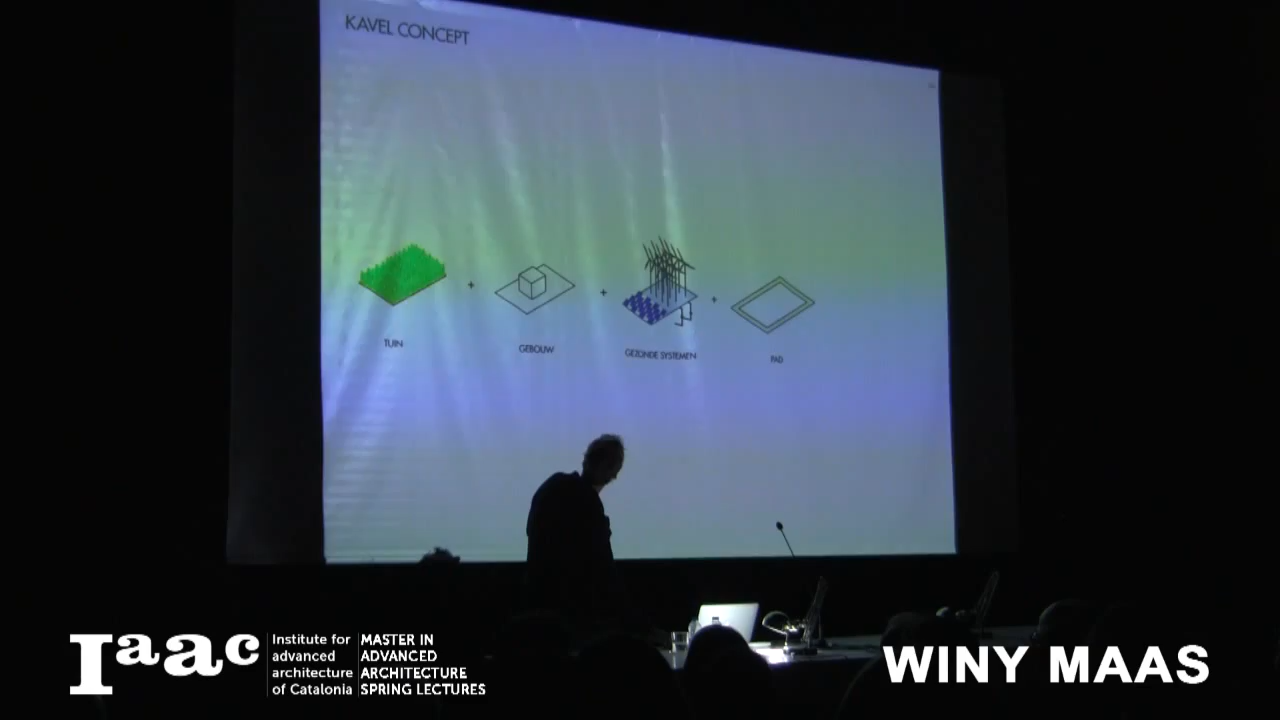 KAVEL CONCEPT
+
+
+
TUIN
GEBOUW
GEZONDE SYSTEMEN
PAD
Iaac
Institute for
advanced
architecture
of Catalonia
MASTER IN
ADVANCED
ARCHITECTURE
SPRING LECTURES
WINY MAAS